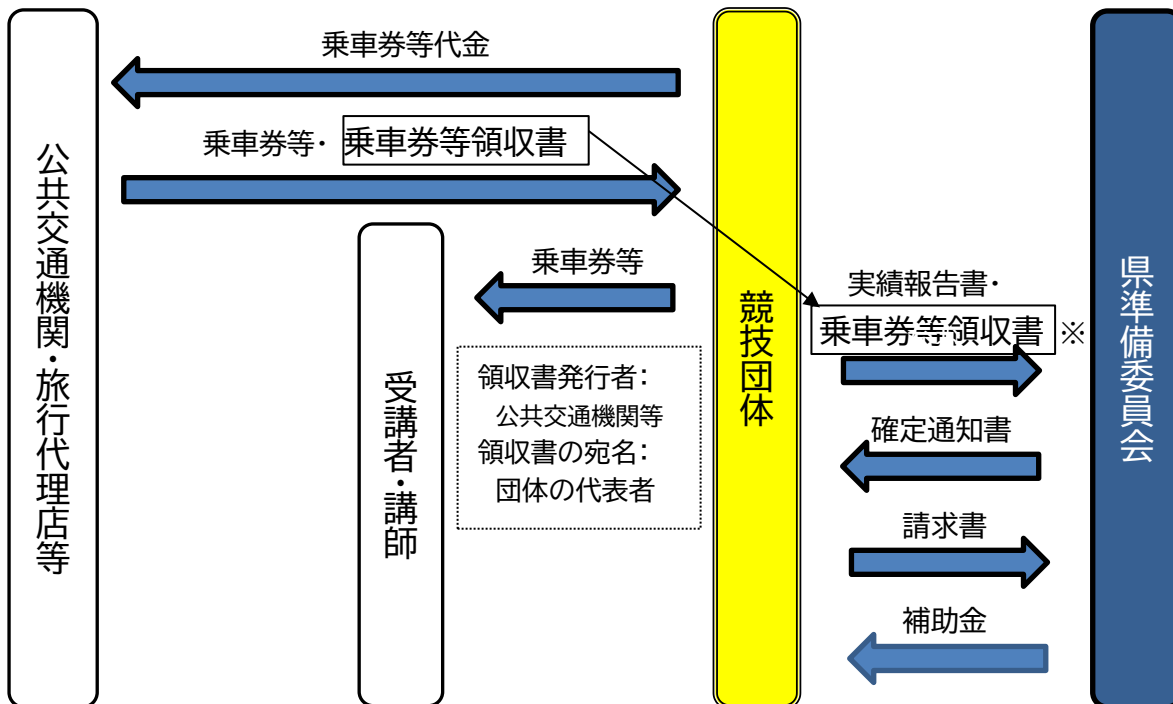 乗車券等代金
乗車券等・ 乗車券等領収書
公共交通機関・旅行代理店等
乗車券等
受講者・講師
領収書発行者：
公共交通機関等
領収書の宛名：
団体の代表者
競技団体
実績報告書・
乗車券等領収書 ※
確定通知書
請求書
補助金
県準備委員会